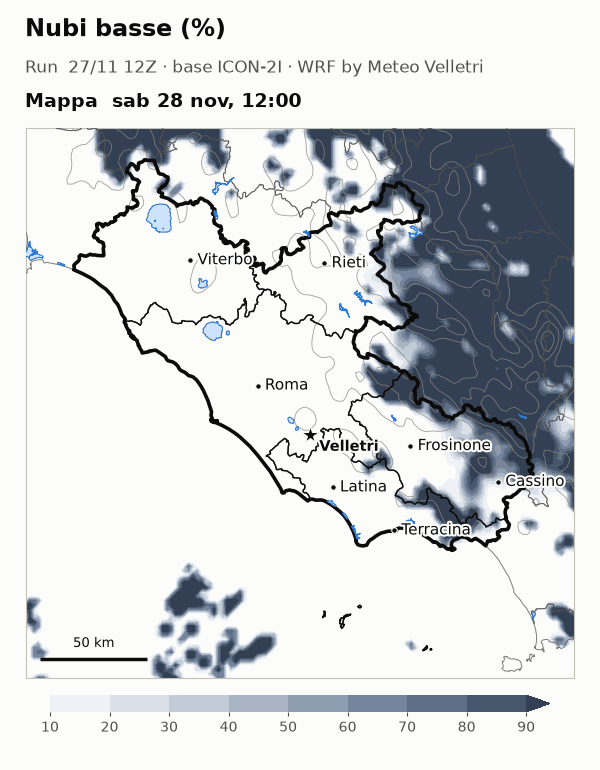 Nubi basse (%)
Run 27/11 12Z · base ICON-2I · WRF by Meteo Velletri
Mappa sab 28 nov, 12:00
Viterbo
Rieti
Roma
Velletri
Frosinone
Cassino
Latina
Terracina
50 km
10 20 30 40 50 60 70 80 90